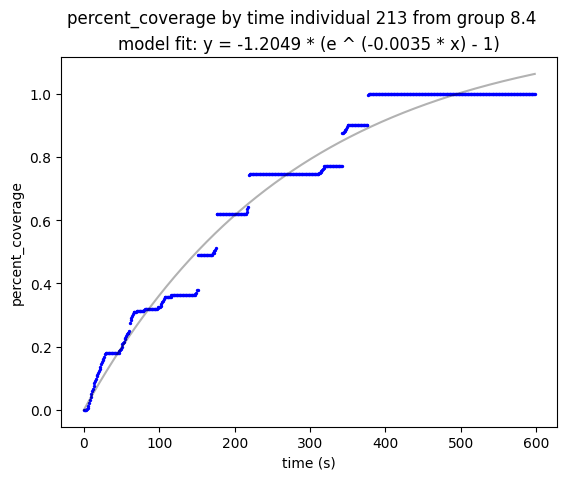 percent_coverage by time individual 213 from group 8.4
model fit: y = -1.2049 * (e ^ (-0.0035 * x) - 1)
1.0
0.8
0.6
0.4
0.2
0.0
percent_coverage
0 100 200 300 400 500 600
time (s)